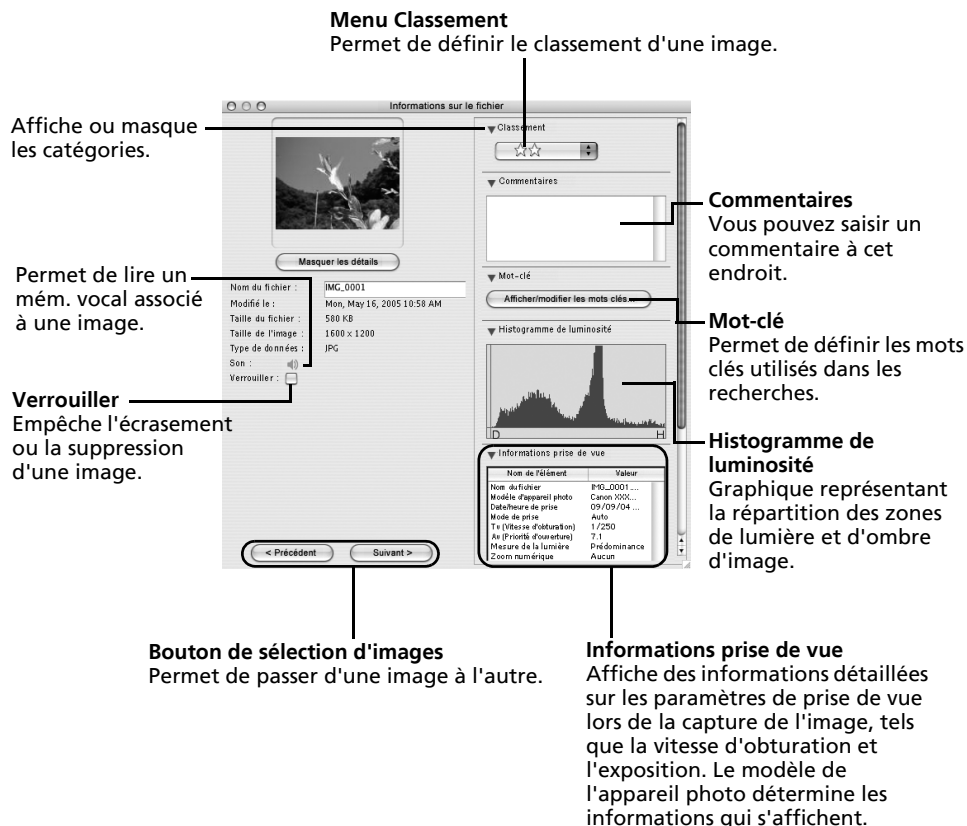 Menu Classement
Permet de définir le classement d'une image.
Affiche ou masque
les catégories.
Permet de lire un
mém. vocal associé
à une image.
Verrouiller
Empêche l'écrasement
ou la suppression
d'une image.
Informations sur le fichier
Masquer les détails
Nom du fichier : IMG_0001
Modifié le : Mon, May 16, 2005 10:58 AM
Taille du fichier : 580 KB
Taille de l'image : 1600 x 1200
Type de données : JPG
Son :
Verrouiller :
< Précédent Suivant >
Classement
Commentaires
Mot-clé
Afficher/modifier les mots clés...
Histogramme de luminosité
D H
Informations prise de vue
Nom de l'élément Valeur
Nom du fichier IMG_0001 ...
Modèle d'appareil photo Canon XXX...
Date/heure de prise 09/09/04 ...
Mode de prise Auto
Tv (Vitesse d'obturation) 1/250
Av (Priorité d'ouverture) 7.1
Mesure de la lumière Prédominance
Zoom numérique Aucun
Commentaires
Vous pouvez saisir un
commentaire à cet
endroit.
Mot-clé
Permet de définir les mots
clés utilisés dans les
recherches.
Histogramme de
luminosité
Graphique représentant
la répartition des zones
de lumière et d'ombre
d'image.
Bouton de sélection d'images
Permet de passer d'une image à l'autre.
Informations prise de vue
Affiche des informations détaillées
sur les paramètres de prise de vue
lors de la capture de l'image, tels
que la vitesse d'obturation et
l'exposition. Le modèle de
l'appareil photo détermine les
informations qui s'affichent.